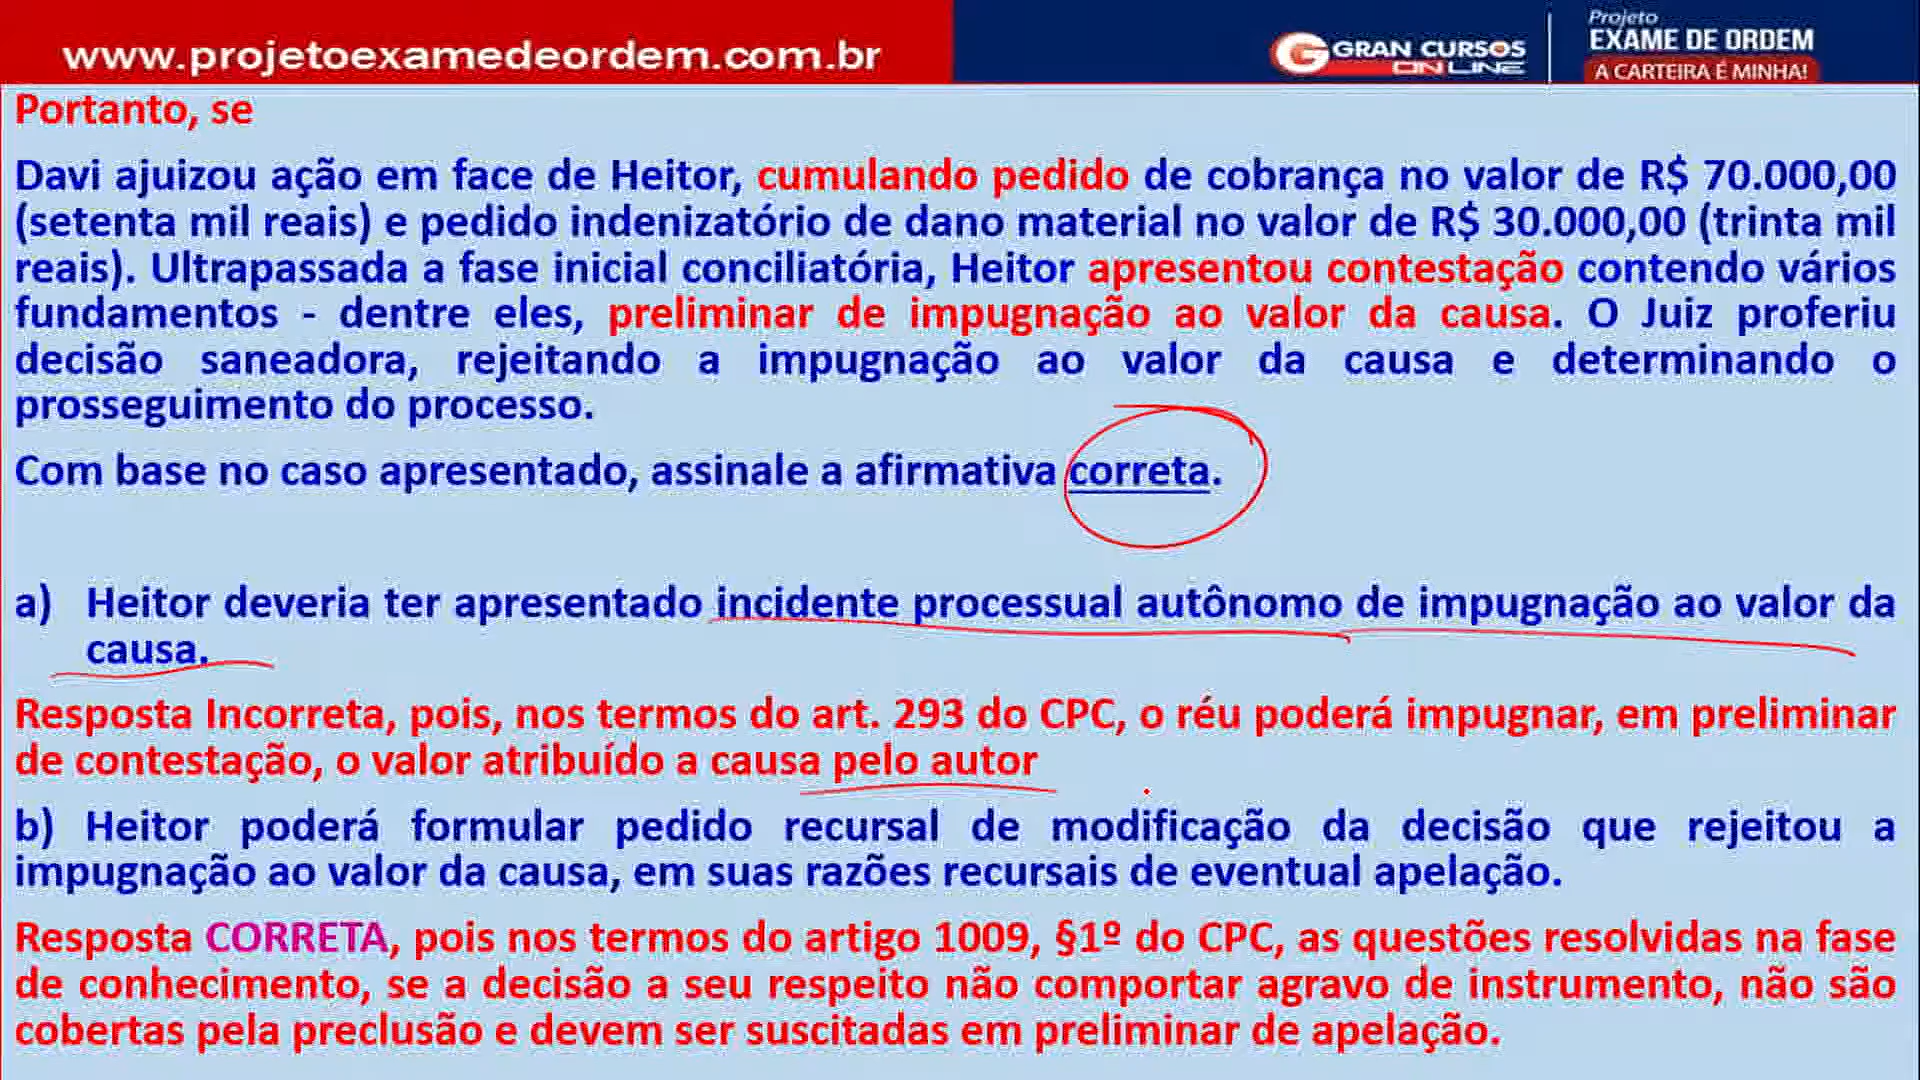 www.projetoexamedeordem.com.br
GRAN CURSOS
ONLINE
Projeto
EXAME DE ORDEM
A CARTEIRA É MINHA!
Portanto, se
Davi ajuizou ação em face de Heitor, cumulando pedido de cobrança no valor de R$ 70.000,00
(setenta mil reais) e pedido indenizatório de dano material no valor de R$ 30.000,00 (trinta mil
reais). Ultrapassada a fase inicial conciliatória, Heitor apresentou contestação contendo vários
fundamentos - dentre eles, preliminar de impugnação ao valor da causa. O Juiz proferiu
decisão saneadora, rejeitando a impugnação ao valor da causa e determinando o
prosseguimento do processo.
Com base no caso apresentado, assinale a afirmativa correta.
a) Heitor deveria ter apresentado incidente processual autônomo de impugnação ao valor da
causa.
Resposta Incorreta, pois, nos termos do art. 293 do CPC, o réu poderá impugnar, em preliminar
de contestação, o valor atribuído a causa pelo autor
b) Heitor poderá formular pedido recursal de modificação da decisão que rejeitou a
impugnação ao valor da causa, em suas razões recursais de eventual apelação.
Resposta CORRETA, pois nos termos do artigo 1009, §1º do CPC, as questões resolvidas na fase
de conhecimento, se a decisão a seu respeito não comportar agravo de instrumento, não são
cobertas pela preclusão e devem ser suscitadas em preliminar de apelação.